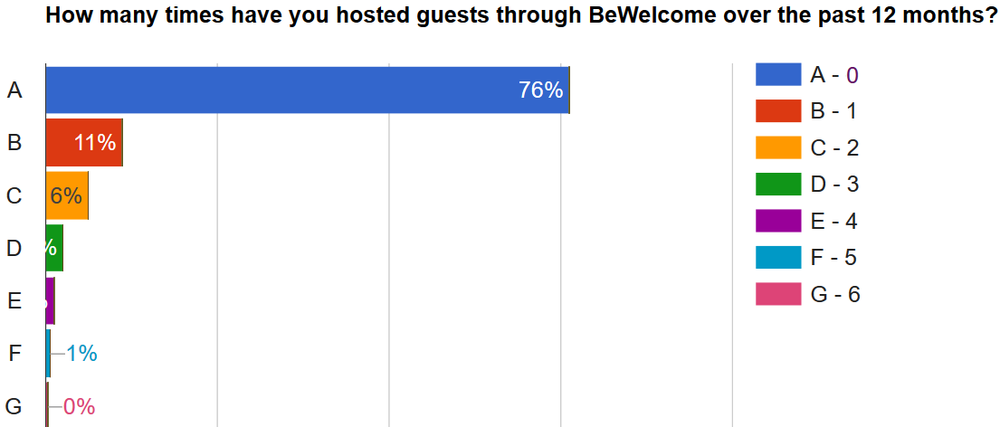 How many times have you hosted guests through BeWelcome over the past 12 months?
A 76%
B 11%
C 6%
D %
E
F 1%
G 0%
A - 0
B - 1
C - 2
D - 3
E - 4
F - 5
G - 6